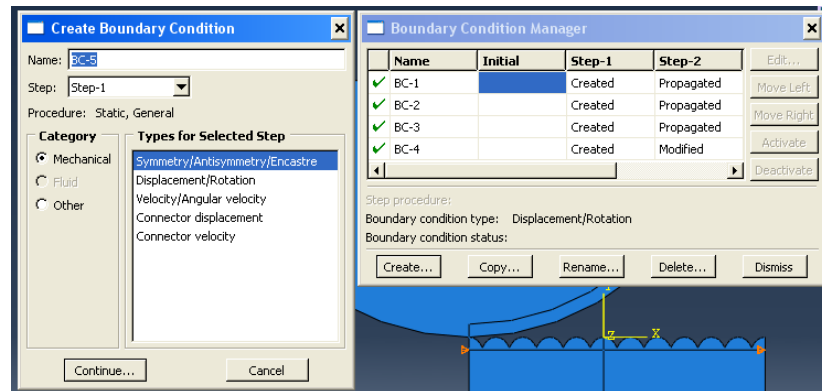 Create Boundary Condition
Name: BC-5
Step: Step-1
Procedure: Static, General
Category
Mechanical
Fluid
Other
Types for Selected Step
Symmetry/Antisymmetry/Encastre
Displacement/Rotation
Velocity/Angular velocity
Connector displacement
Connector velocity
Continue...
Cancel
Boundary Condition Manager
Name Initial Step-1 Step-2
BC-1 Created Propagated
BC-2 Created Propagated
BC-3 Created Propagated
BC-4 Created Modified
Edit...
Move Left
Move Right
Activate
Deactivate
Step procedure:
Boundary condition type: Displacement/Rotation
Boundary condition status:
Create... Copy... Rename... Delete... Dismiss
Z X